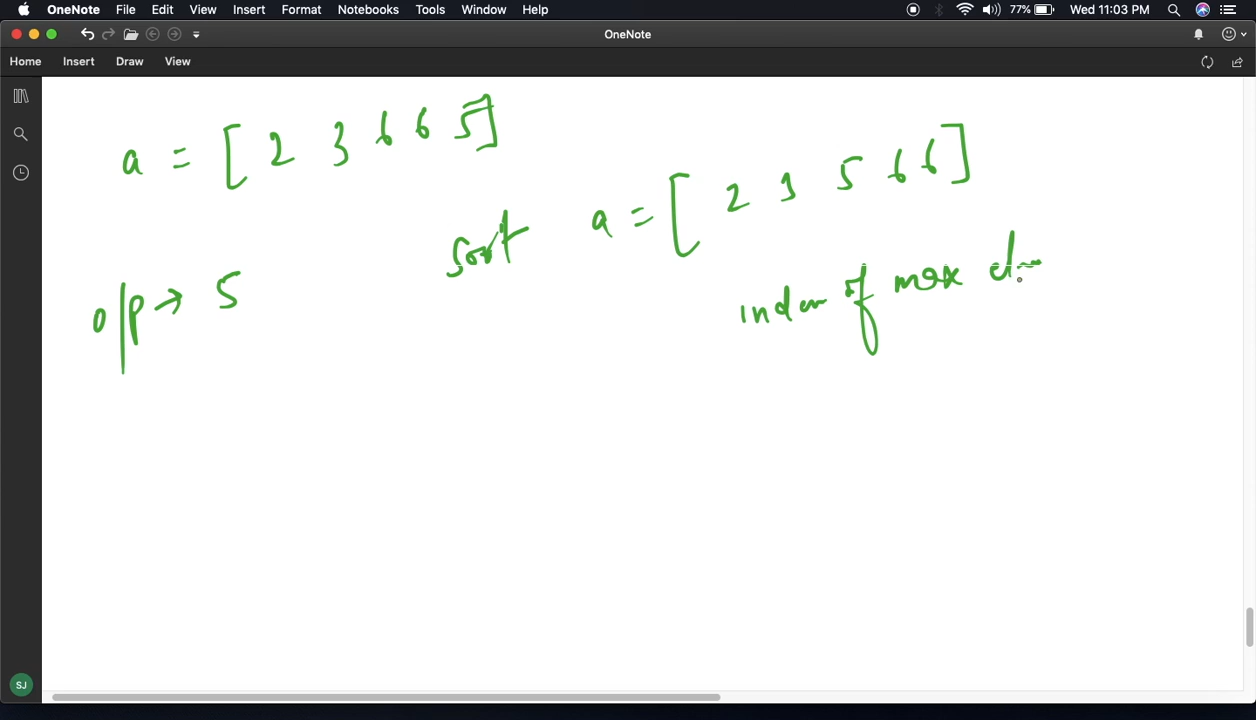 OneNote File Edit View Insert Format Notebooks Tools Window Help 77% Wed 11:03 PM
OneNote
Home Insert Draw View
a = [ 2 3 6 6 5 ]
sort a = [ 2 3 5 6 6 ]
o/p → 5
index of max
SJ